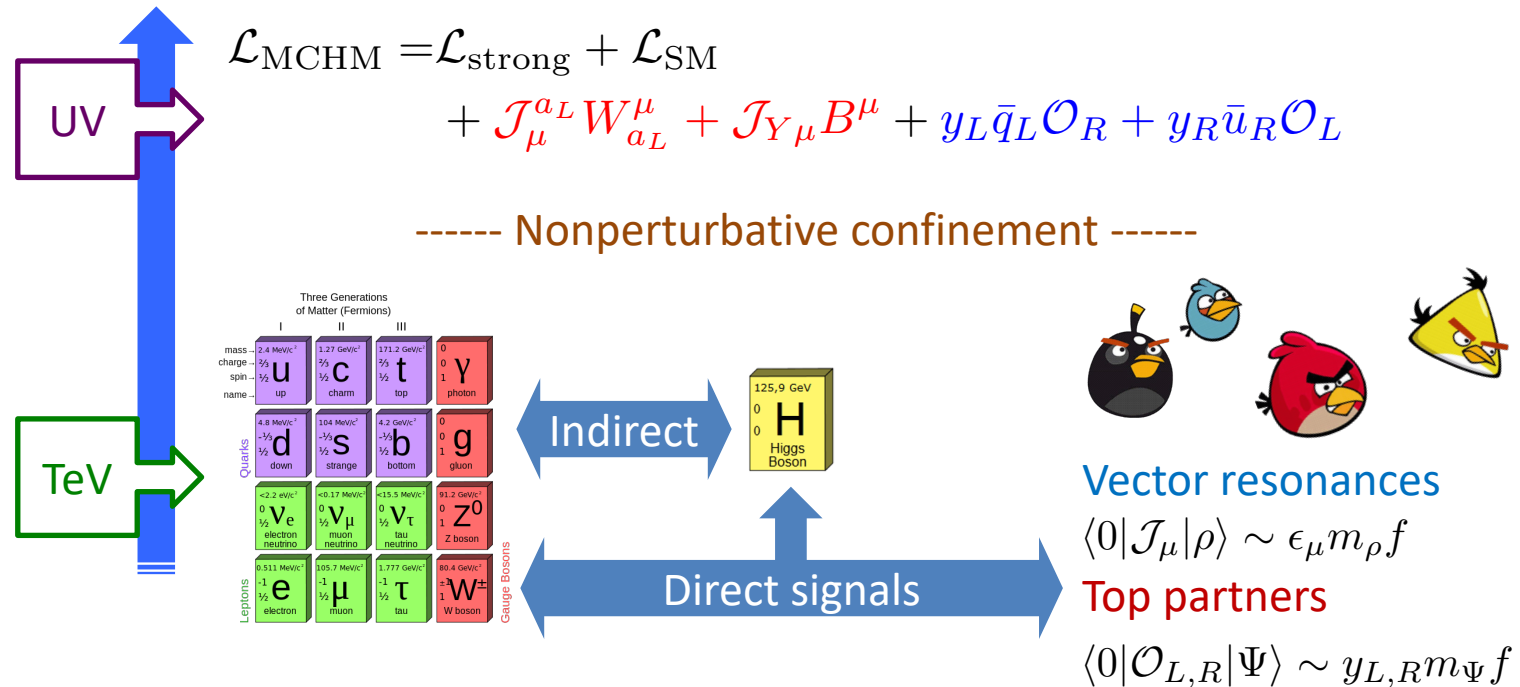 UV
TeV
ℒ_MCHM = ℒ_strong + ℒ_SM
+ 𝒥_μ^{a_L} W^μ_{a_L} + 𝒥_{Yμ} B^μ + y_L q̄_L 𝒪_R + y_R ū_R 𝒪_L
------ Nonperturbative confinement ------
Three Generations
of Matter (Fermions)
I II III
mass→
charge→
spin→
name→
2.4 MeV/c²
⅔
½
u
up
1.27 GeV/c²
⅔
½
c
charm
171.2 GeV/c²
⅔
½
t
top
0
0
1
γ
photon
Quarks
4.8 MeV/c²
-⅓
½
d
down
104 MeV/c²
-⅓
½
s
strange
4.2 GeV/c²
-⅓
½
b
bottom
0
0
1
g
gluon
<2.2 eV/c²
0
½
νe
electron
neutrino
<0.17 MeV/c²
0
½
νμ
muon
neutrino
<15.5 MeV/c²
0
½
ντ
tau
neutrino
91.2 GeV/c²
0
1
Z⁰
Z boson
Leptons
0.511 MeV/c²
-1
½
e
electron
105.7 MeV/c²
-1
½
μ
muon
1.777 GeV/c²
-1
½
τ
tau
80.4 GeV/c²
±1
1
W±
W boson
Gauge Bosons
Indirect
125,9 GeV
0
0
H
Higgs
Boson
Direct signals
Vector resonances
⟨0|𝒥_μ|ρ⟩ ∼ ϵ_μ m_ρ f
Top partners
⟨0|𝒪_{L,R}|Ψ⟩ ∼ y_{L,R} m_Ψ f